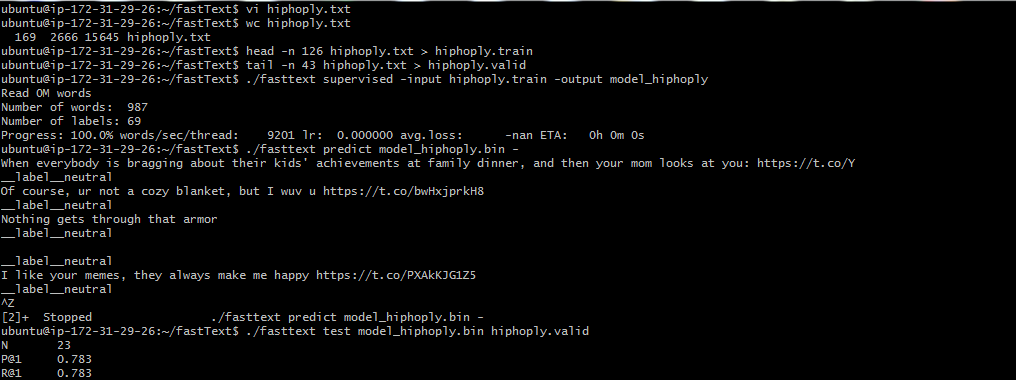 ubuntu@ip-172-31-29-26:~/fastText$ vi hiphoply.txt
ubuntu@ip-172-31-29-26:~/fastText$ wc hiphoply.txt
  169  2666 15645 hiphoply.txt
ubuntu@ip-172-31-29-26:~/fastText$ head -n 126 hiphoply.txt > hiphoply.train
ubuntu@ip-172-31-29-26:~/fastText$ tail -n 43 hiphoply.txt > hiphoply.valid
ubuntu@ip-172-31-29-26:~/fastText$ ./fasttext supervised -input hiphoply.train -output model_hiphoply
Read 0M words
Number of words:  987
Number of labels: 69
Progress: 100.0% words/sec/thread:    9201 lr:  0.000000 avg.loss:      -nan ETA:   0h 0m 0s
ubuntu@ip-172-31-29-26:~/fastText$ ./fasttext predict model_hiphoply.bin -
When everybody is bragging about their kids' achievements at family dinner, and then your mom looks at you: https://t.co/Y
__label__neutral
Of course, ur not a cozy blanket, but I wuv u https://t.co/bwHxjprkH8
__label__neutral
Nothing gets through that armor
__label__neutral

__label__neutral
I like your memes, they always make me happy https://t.co/PXAkKJG1Z5
__label__neutral
^Z
[2]+  Stopped                 ./fasttext predict model_hiphoply.bin -
ubuntu@ip-172-31-29-26:~/fastText$ ./fasttext test model_hiphoply.bin hiphoply.valid
N       23
P@1     0.783
R@1     0.783